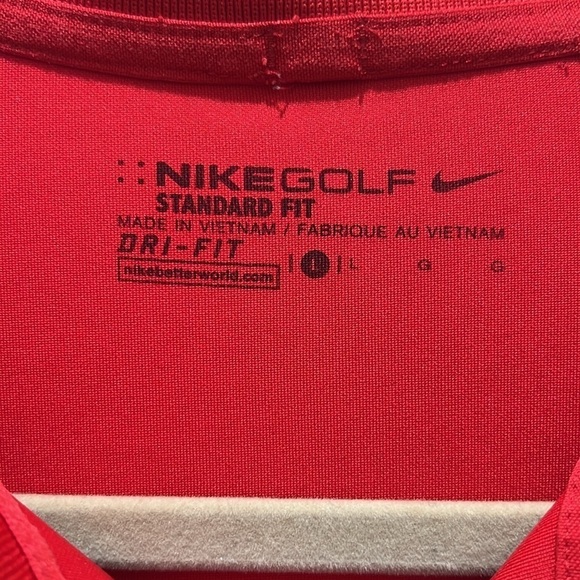 NIKEGOLF
STANDARD FIT
MADE IN VIETNAM / FABRIQUE AU VIETNAM
DRI-FIT
nikebetterworld.com | L | L G G